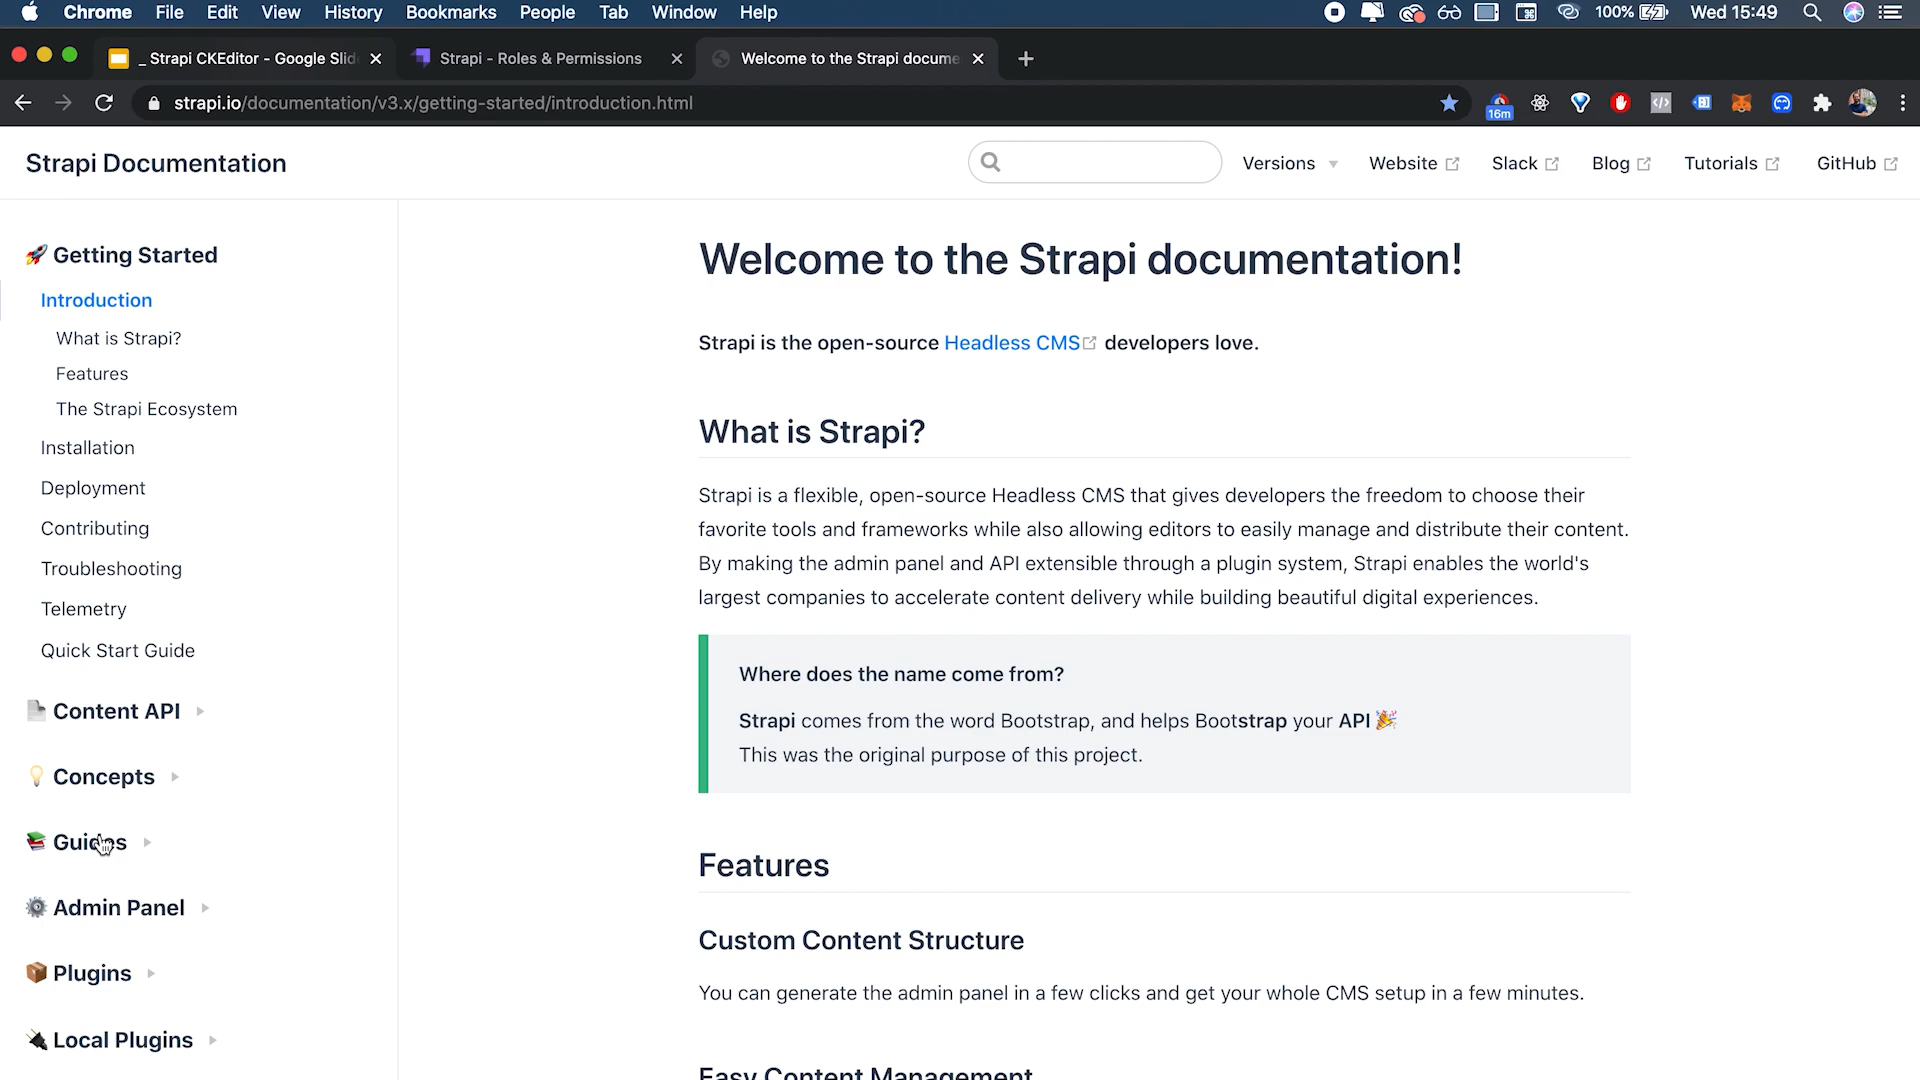 Chrome File Edit View History Bookmarks People Tab Window Help 100% Wed 15:49
_ Strapi CKEditor - Google Slid Strapi - Roles & Permissions Welcome to the Strapi docume
strapi.io/documentation/v3.x/getting-started/introduction.html 16m
Strapi Documentation Versions Website Slack Blog Tutorials GitHub
🚀 Getting Started
Introduction
What is Strapi?
Features
The Strapi Ecosystem
Installation
Deployment
Contributing
Troubleshooting
Telemetry
Quick Start Guide
📄 Content API
💡 Concepts
📚 Guides
⚙️ Admin Panel
📦 Plugins
🔌 Local Plugins
Welcome to the Strapi documentation!
Strapi is the open-source Headless CMS developers love.
What is Strapi?
Strapi is a flexible, open-source Headless CMS that gives developers the freedom to choose their
favorite tools and frameworks while also allowing editors to easily manage and distribute their content.
By making the admin panel and API extensible through a plugin system, Strapi enables the world's
largest companies to accelerate content delivery while building beautiful digital experiences.
Where does the name come from?
Strapi comes from the word Bootstrap, and helps Bootstrap your API 🎉
This was the original purpose of this project.
Features
Custom Content Structure
You can generate the admin panel in a few clicks and get your whole CMS setup in a few minutes.
Easy Content Management